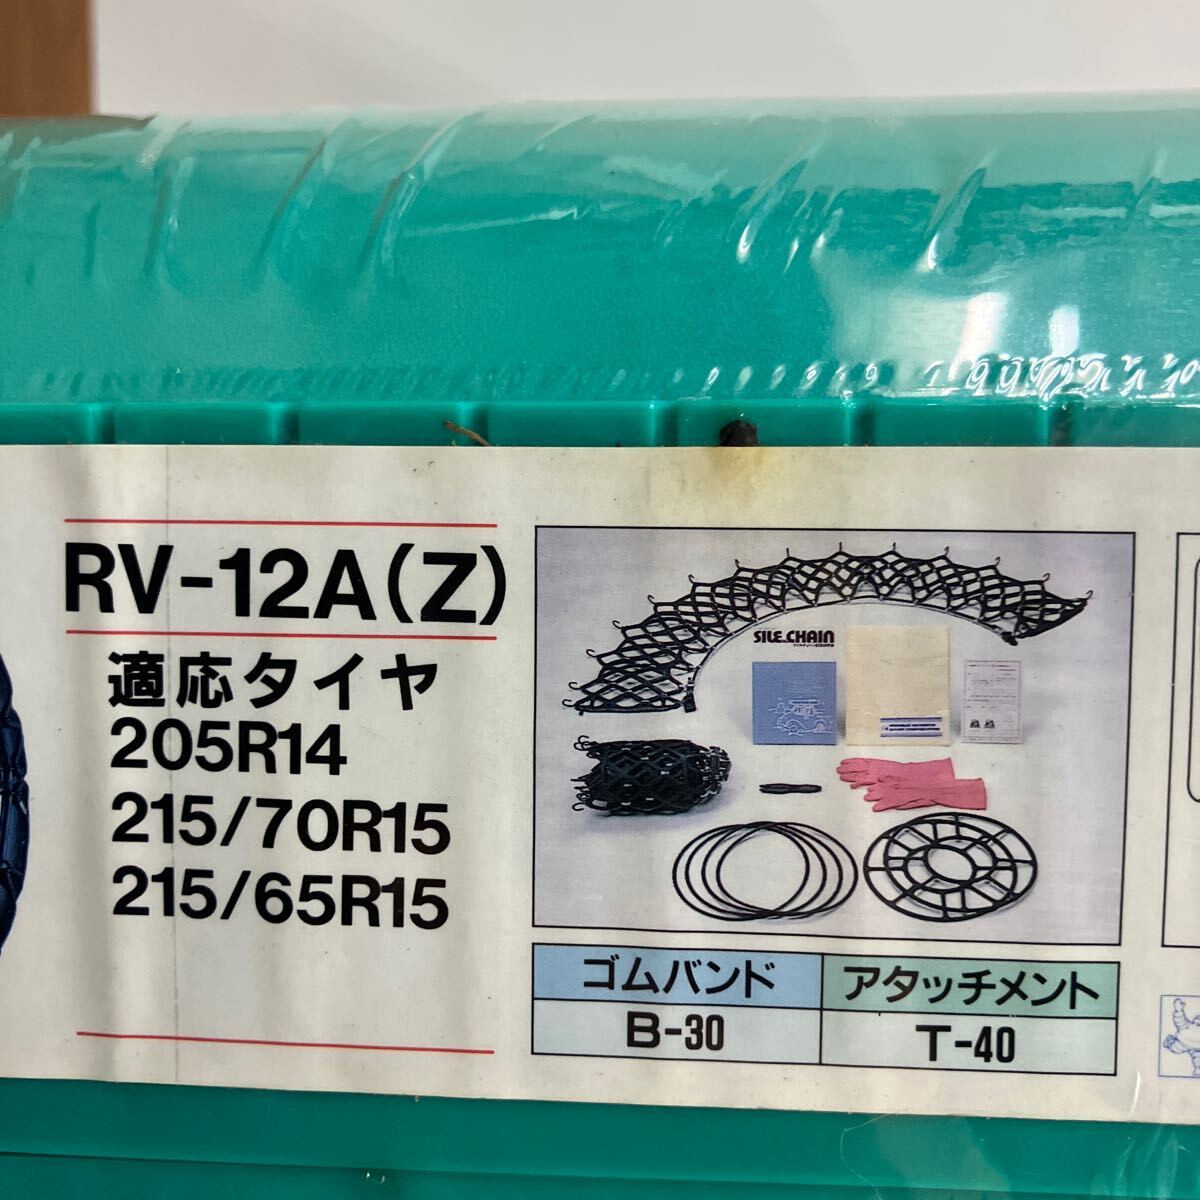 RV-12A(Z)
適応タイヤ
205R14
215/70R15
215/65R15
SILE.CHAIN
ゴムバンド
アタッチメント
B-30
T-40